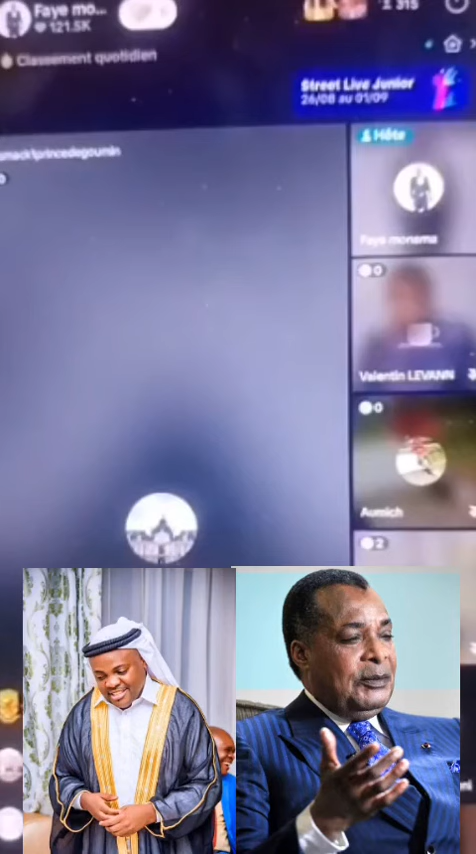 Faye mo...
121.5K
315
Classement quotidien
Street Live Junior
26/08 au 01/09
smack1princedegoumin
Hôte
Faye monama
0
Valentin LEVANN
0
Aumich
2